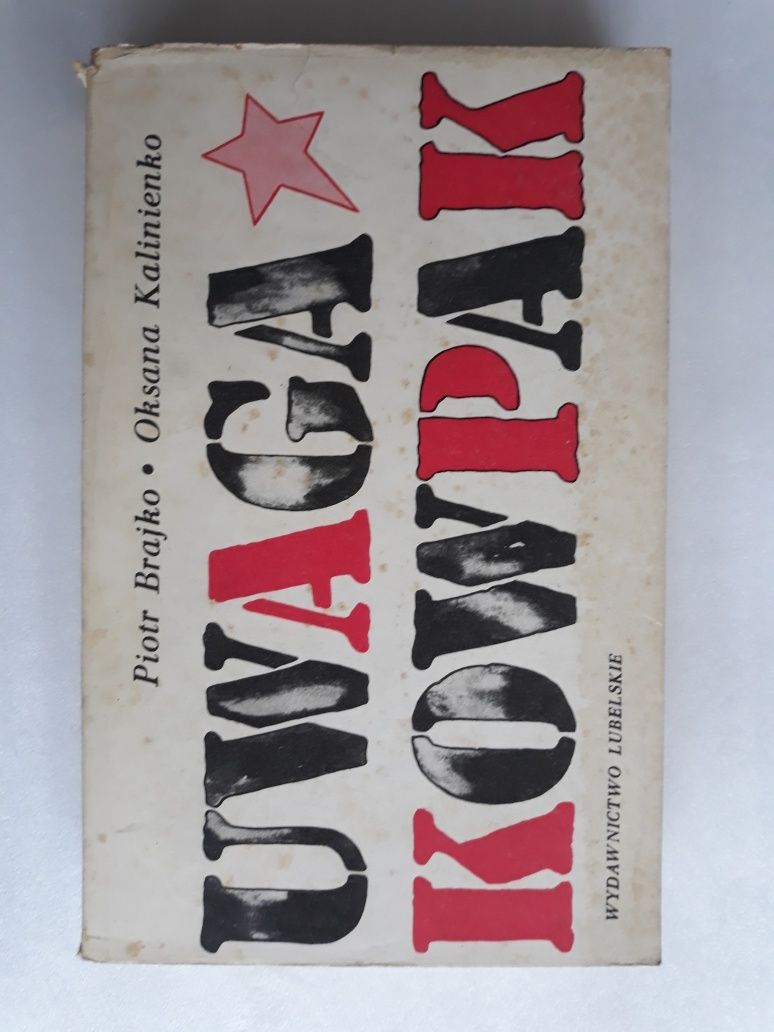 Piotr Brajko • Oksana Kalinienko
UWAGA
KOWPAK
WYDAWNICTWO LUBELSKIE